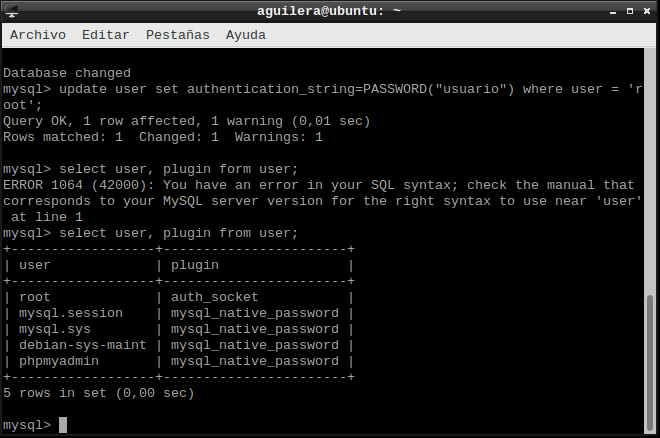 aguilera@ubuntu: ~
Archivo Editar Pestañas Ayuda
Database changed
mysql> update user set authentication_string=PASSWORD("usuario") where user = 'r
oot';
Query OK, 1 row affected, 1 warning (0,01 sec)
Rows matched: 1  Changed: 1  Warnings: 1
mysql> select user, plugin form user;
ERROR 1064 (42000): You have an error in your SQL syntax; check the manual that
corresponds to your MySQL server version for the right syntax to use near 'user'
 at line 1
mysql> select user, plugin from user;
+------------------+-----------------------+
| user             | plugin                |
+------------------+-----------------------+
| root             | auth_socket           |
| mysql.session    | mysql_native_password |
| mysql.sys        | mysql_native_password |
| debian-sys-maint | mysql_native_password |
| phpmyadmin       | mysql_native_password |
+------------------+-----------------------+
5 rows in set (0,00 sec)
mysql>